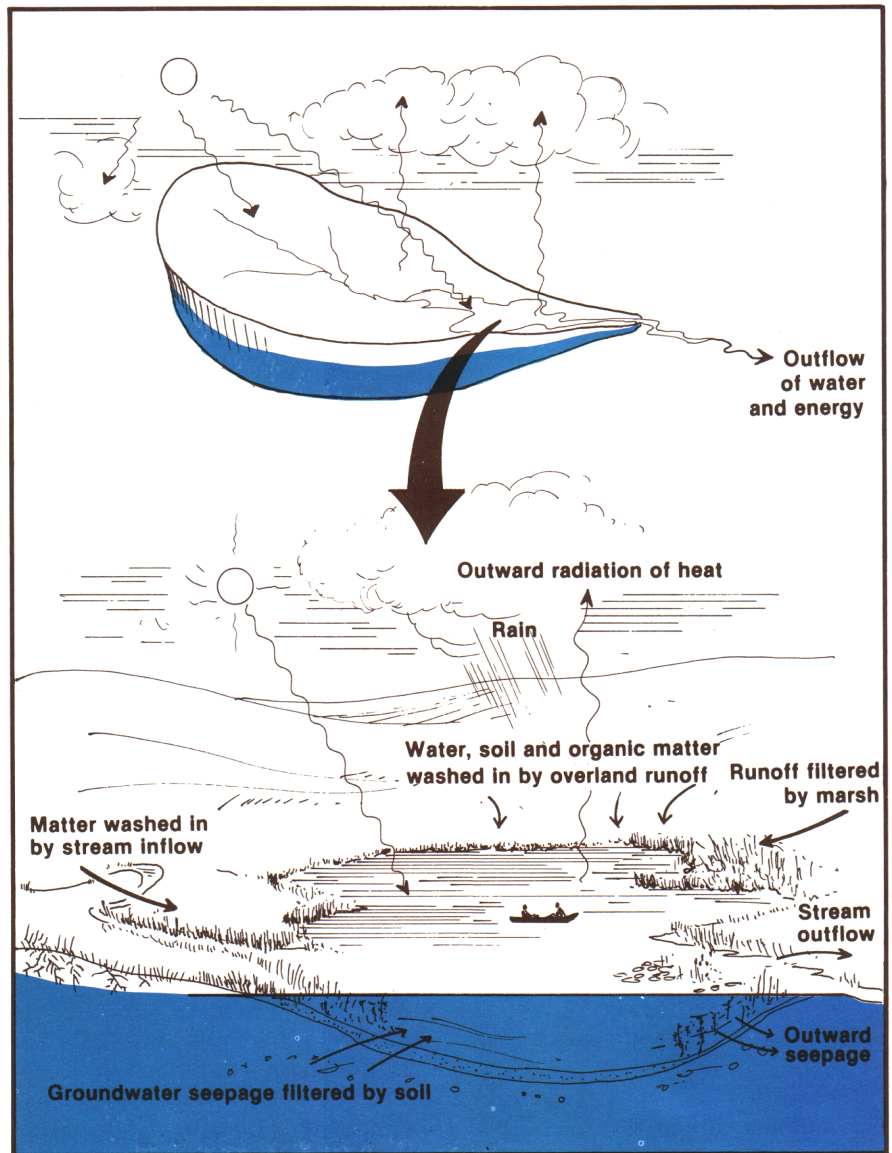 Outflow
of water
and energy
Outward radiation of heat
Rain
Water, soil and organic matter
washed in by overland runoff
Runoff filtered
by marsh
Matter washed in
by stream inflow
Stream
outflow
Outward
seepage
Groundwater seepage filtered by soil